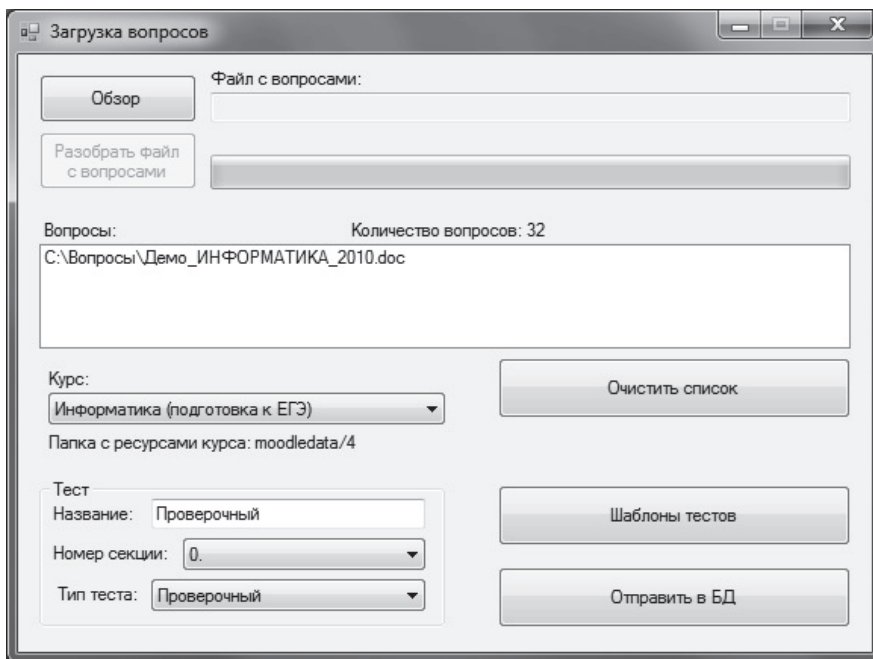 Загрузка вопросов
Обзор
Файл с вопросами:
Разобрать файл
с вопросами
Вопросы:
Количество вопросов: 32
C:\Вопросы\Демо_ИНФОРМАТИКА_2010.doc
Курс:
Информатика (подготовка к ЕГЭ)
Папка с ресурсами курса: moodledata/4
Очистить список
Тест
Название: Проверочный
Номер секции: 0.
Тип теста: Проверочный
Шаблоны тестов
Отправить в БД